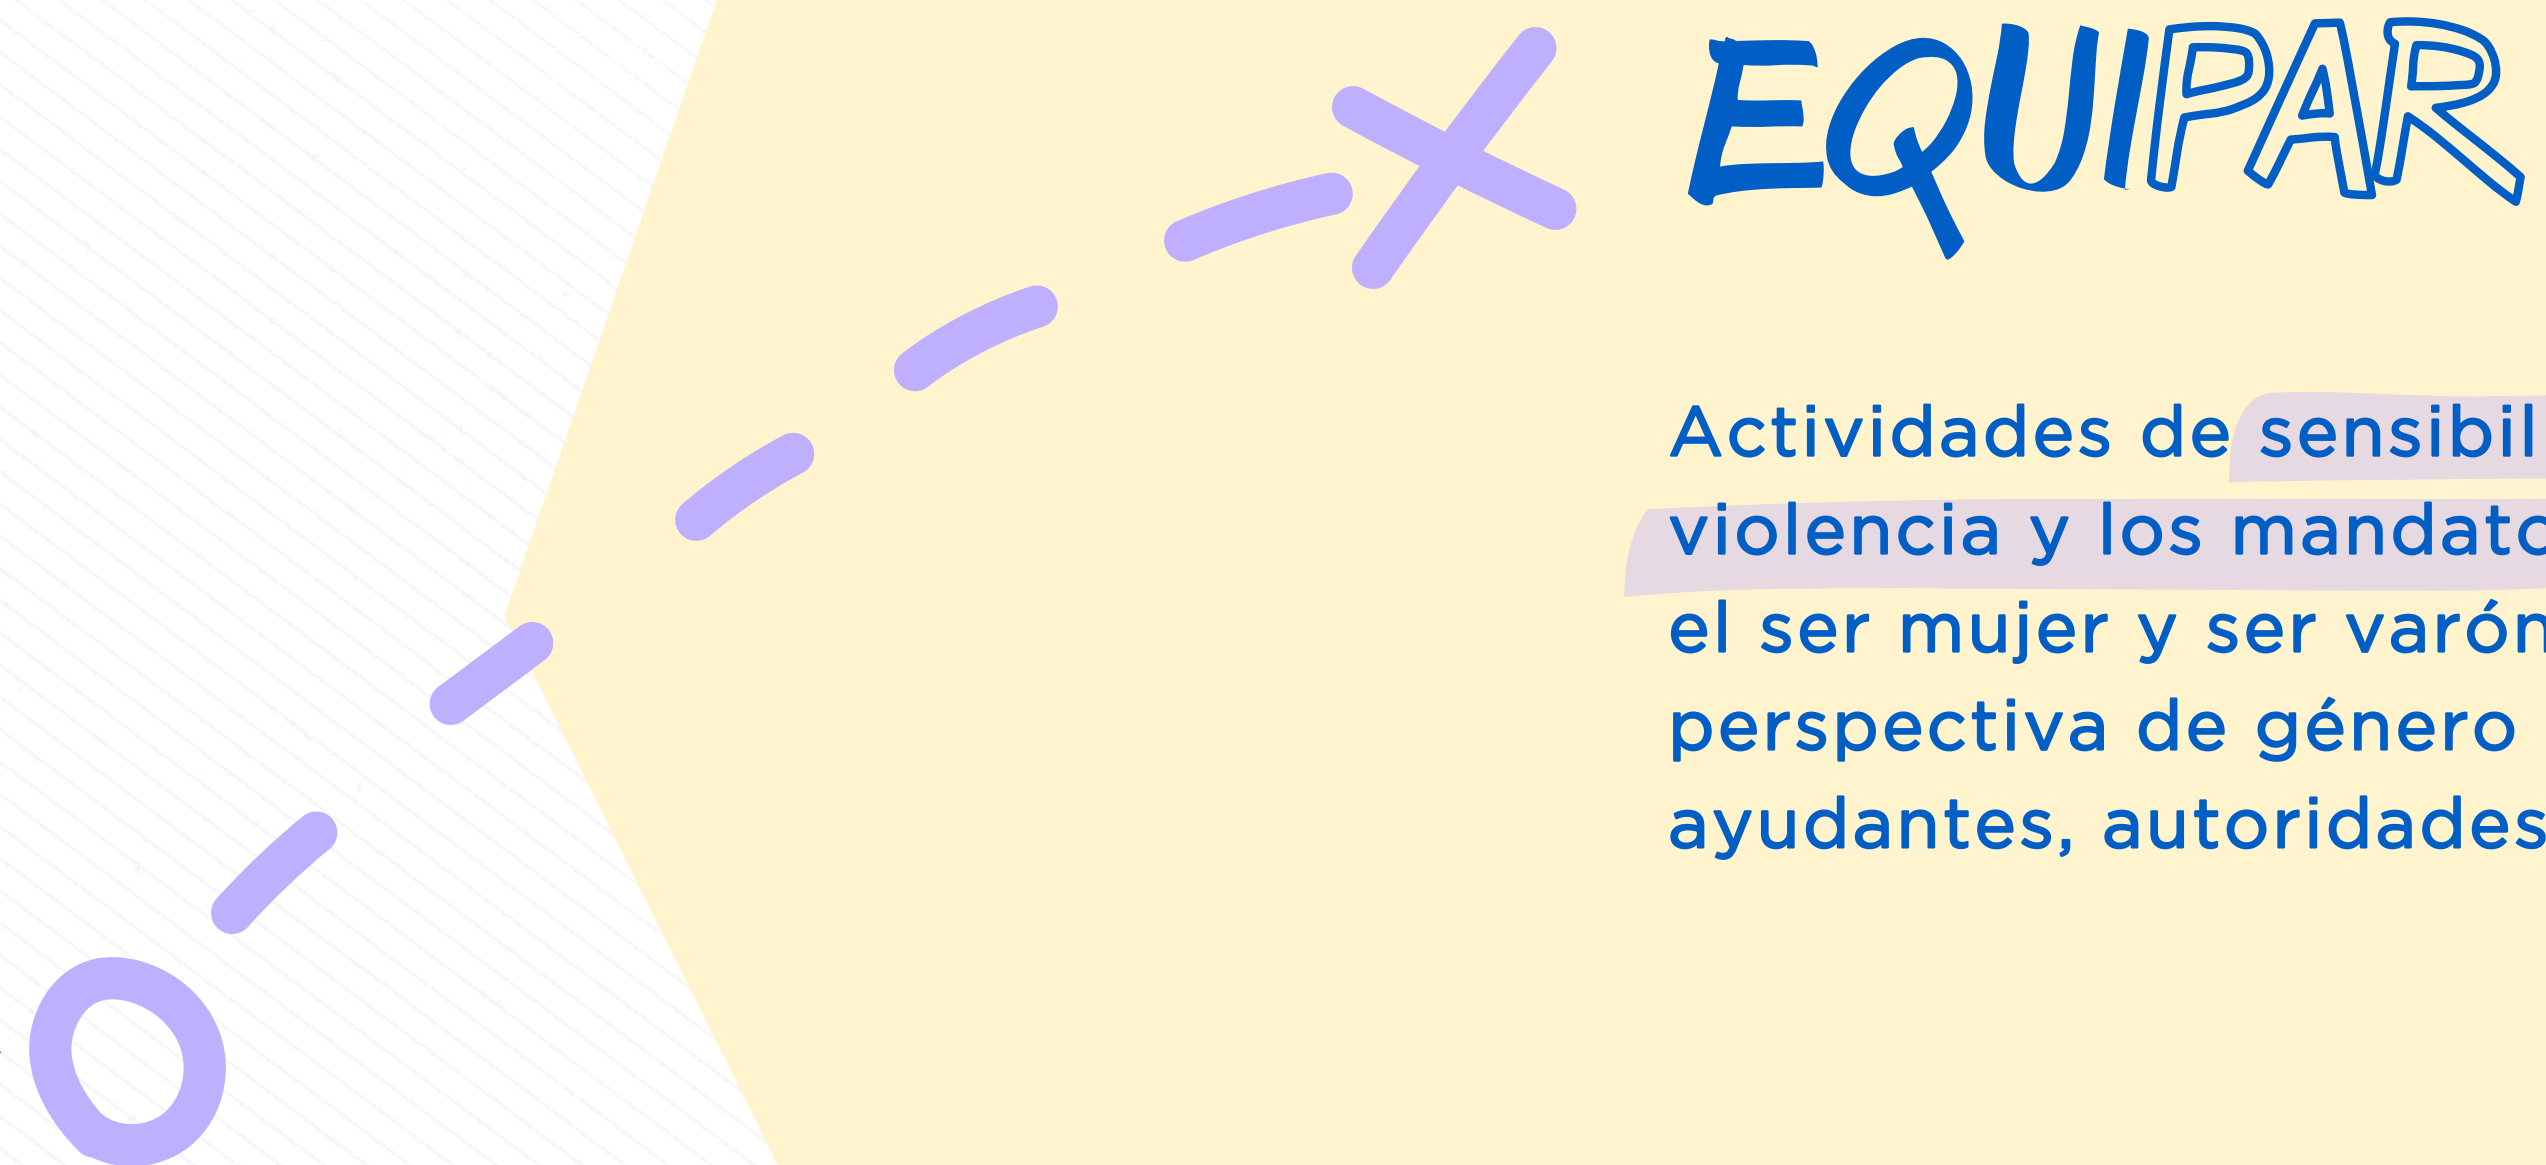 EQUIPAR
Actividades de sensibil
violencia y los mandato
el ser mujer y ser varón
perspectiva de género
ayudantes, autoridades